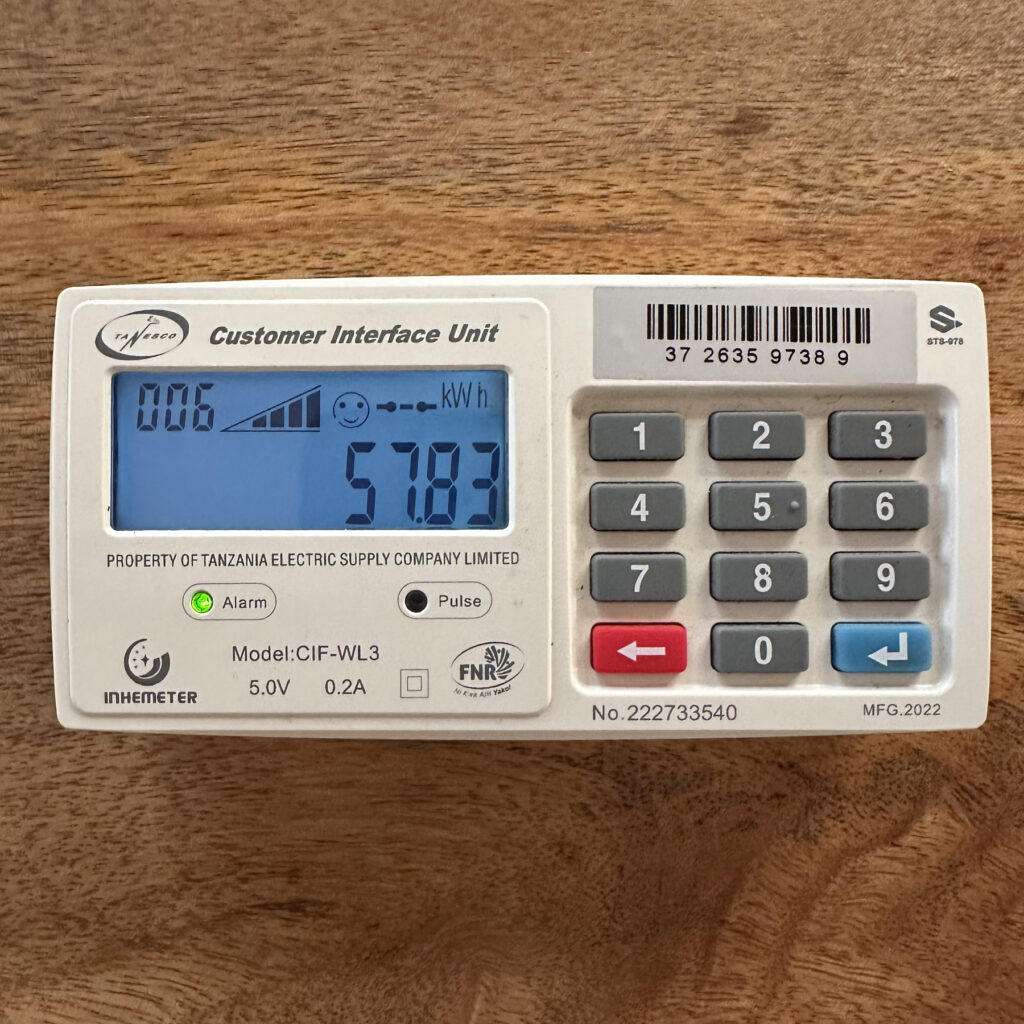 TANESCO
Customer Interface Unit
37 2635 9738 9
STS-978
006 kWh
57.83
PROPERTY OF TANZANIA ELECTRIC SUPPLY COMPANY LIMITED
Alarm Pulse
Model:CIF-WL3
5.0V 0.2A
INHEMETER
FNR
Yako!
1 2 3
4 5 6
7 8 9
0
No.222733540
MFG.2022